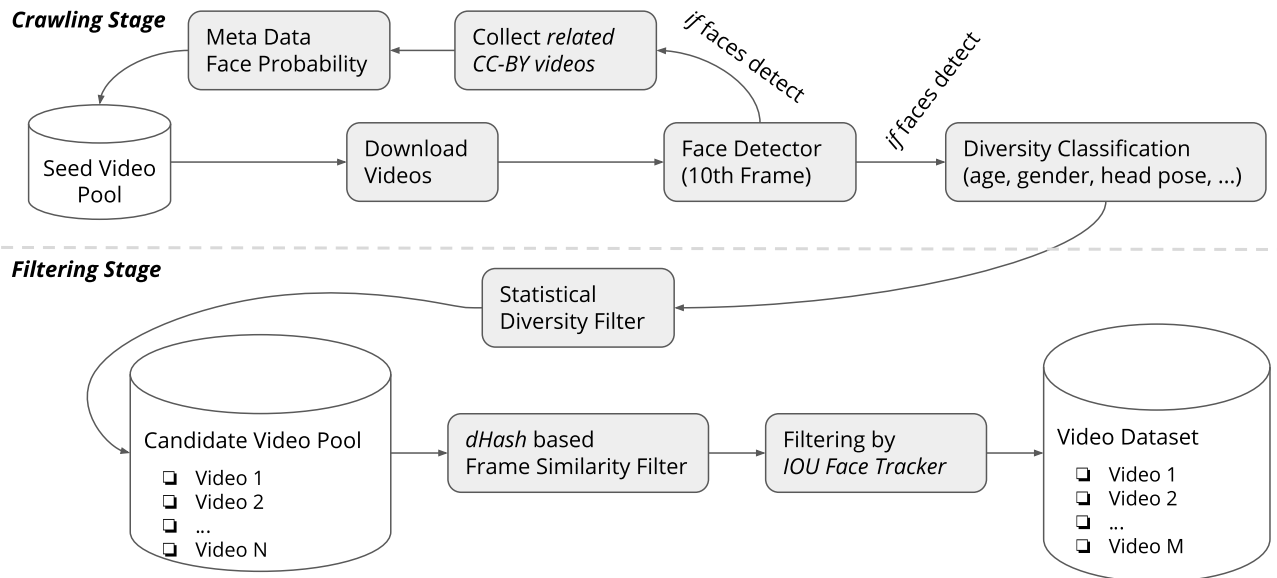 Crawling Stage
Meta Data
Face Probability
Collect related
CC-BY videos
if faces detect
if faces detect
Seed Video
Pool
Download
Videos
Face Detector
(10th Frame)
Diversity Classification
(age, gender, head pose, ...)
Filtering Stage
Statistical
Diversity Filter
Candidate Video Pool
Video 1
Video 2
...
Video N
dHash based
Frame Similarity Filter
Filtering by
IOU Face Tracker
Video Dataset
Video 1
Video 2
...
Video M